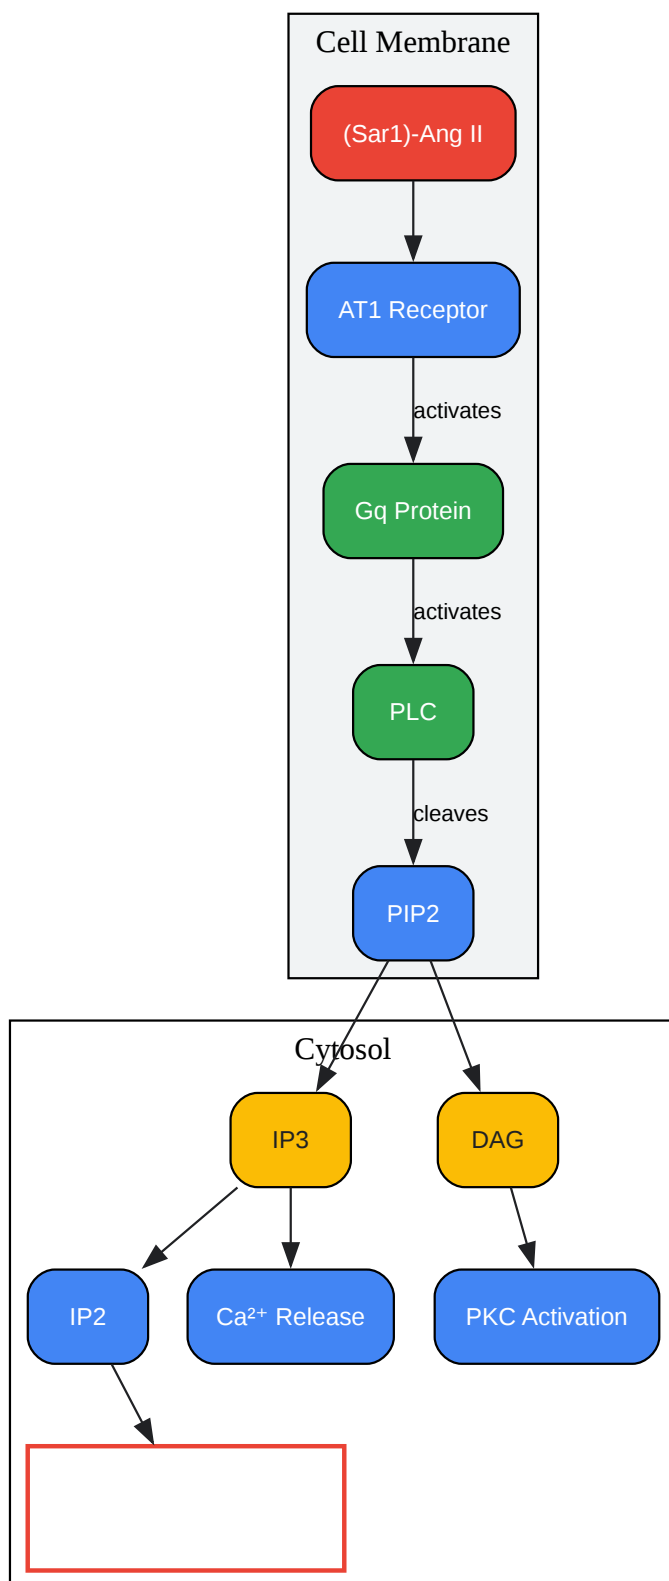 Cell Membrane
(Sar1)-Ang II
AT1 Receptor
activates
Gq Protein
activates
PLC
cleaves
PIP2
Cytosol
IP3
DAG
IP2
Ca²⁺ Release
PKC Activation